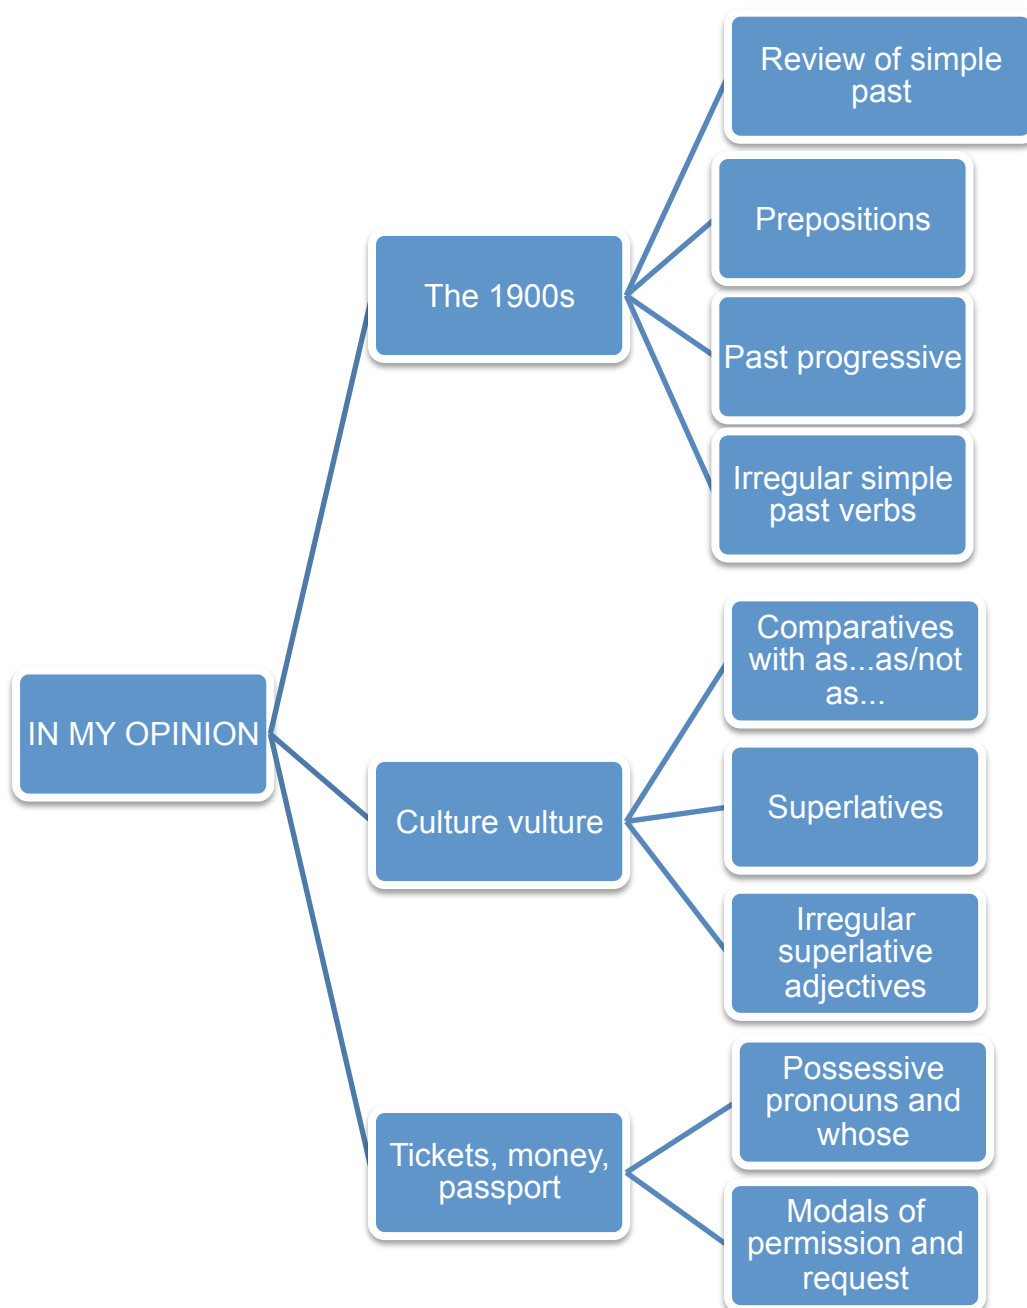 IN MY OPINION
The 1900s
Review of simple
past
Prepositions
Past progressive
Irregular simple
past verbs
Culture vulture
Comparatives
with as...as/not
as...
Superlatives
Irregular
superlative
adjectives
Tickets, money,
passport
Possessive
pronouns and
whose
Modals of
permission and
request